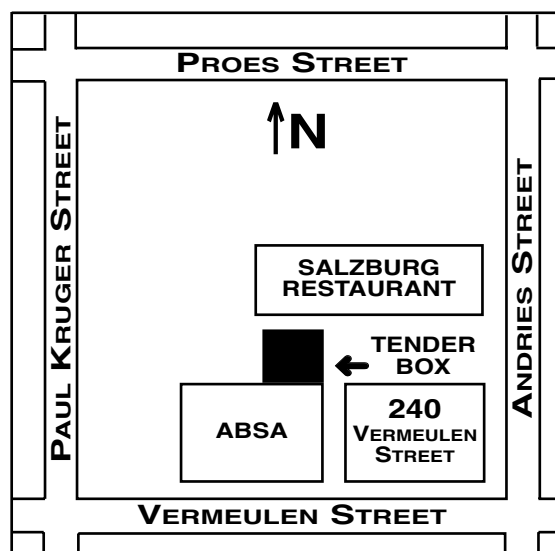 PROES STREET
N
PAUL KRUGER STREET
ANDRIES STREET
SALZBURG
RESTAURANT
TENDER
BOX
ABSA
240
VERMEULEN
STREET
VERMEULEN STREET